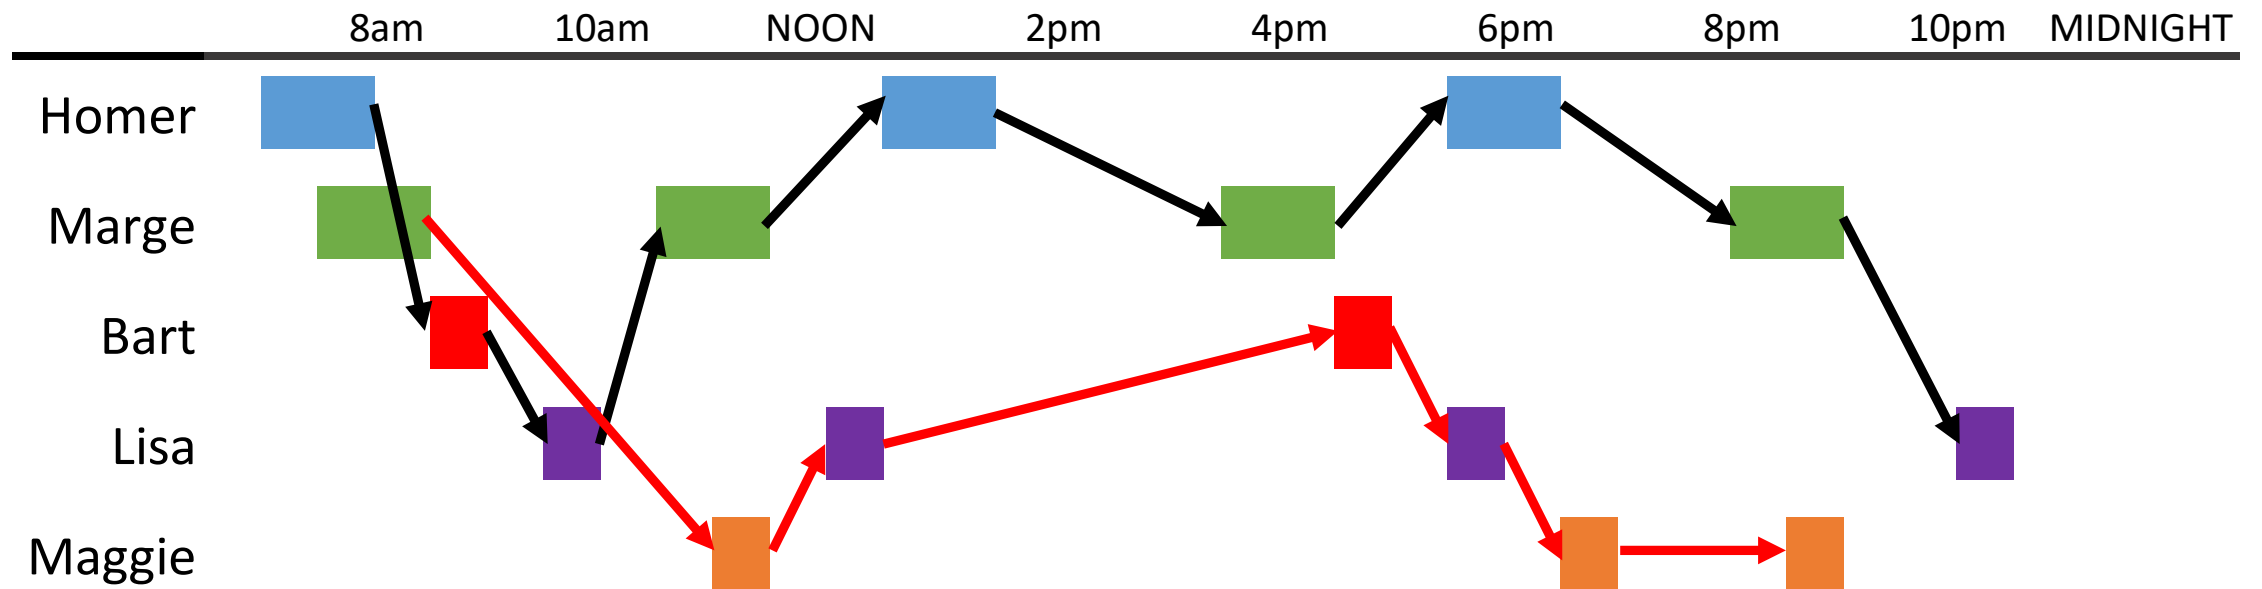 8am 10am NOON 2pm 4pm 6pm 8pm 10pm MIDNIGHT
Homer
Marge
Bart
Lisa
Maggie